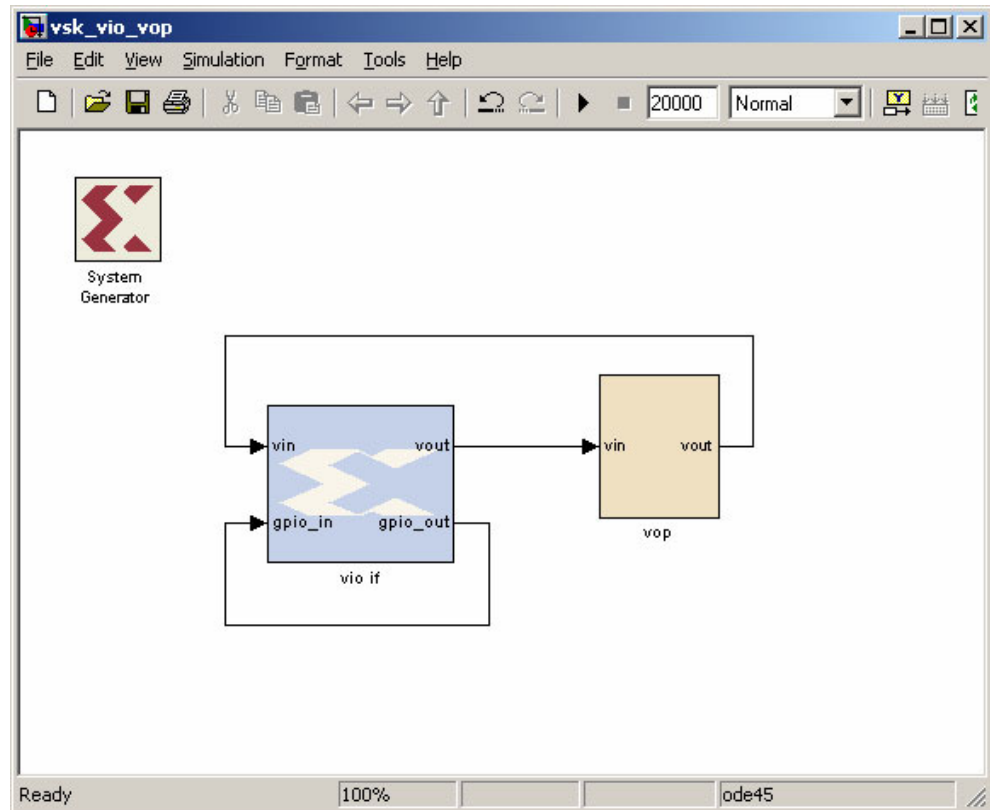 vsk_vio_vop
File Edit View Simulation Format Tools Help
20000 Normal
System
Generator
vin vout
gpio_in gpio_out
vio if
vin vout
vop
Ready 100% ode45